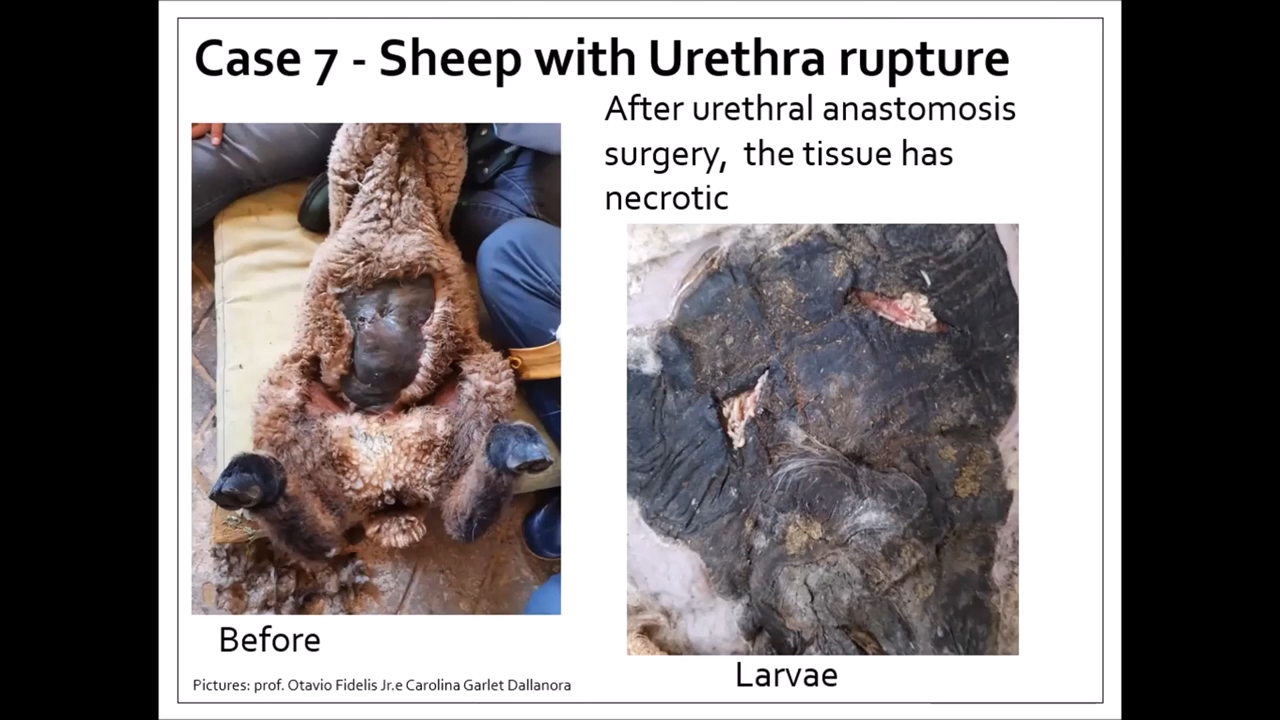 Case 7 - Sheep with Urethra rupture
After urethral anastomosis
surgery, the tissue has
necrotic
Before
Larvae
Pictures: prof. Otavio Fidelis Jr.e Carolina Garlet Dallanora